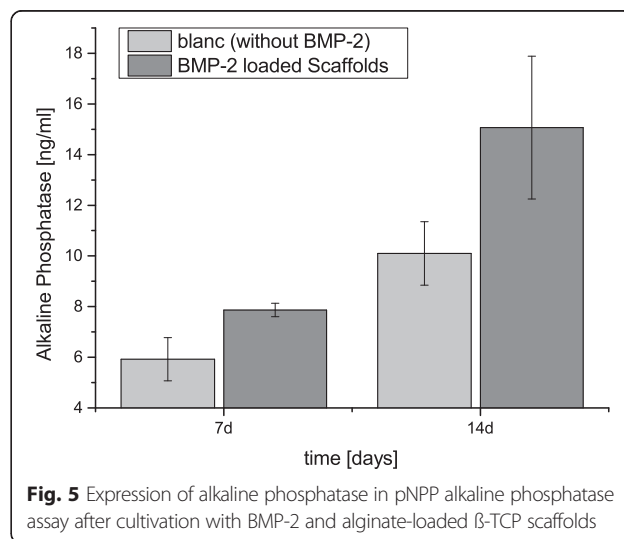 blanc (without BMP-2)
BMP-2 loaded Scaffolds
Alkaline Phosphatase [ng/ml]
18
16
14
12
10
8
6
4
7d
14d
time [days]
Fig. 5 Expression of alkaline phosphatase in pNPP alkaline phosphatase
assay after cultivation with BMP-2 and alginate-loaded ß-TCP scaffolds